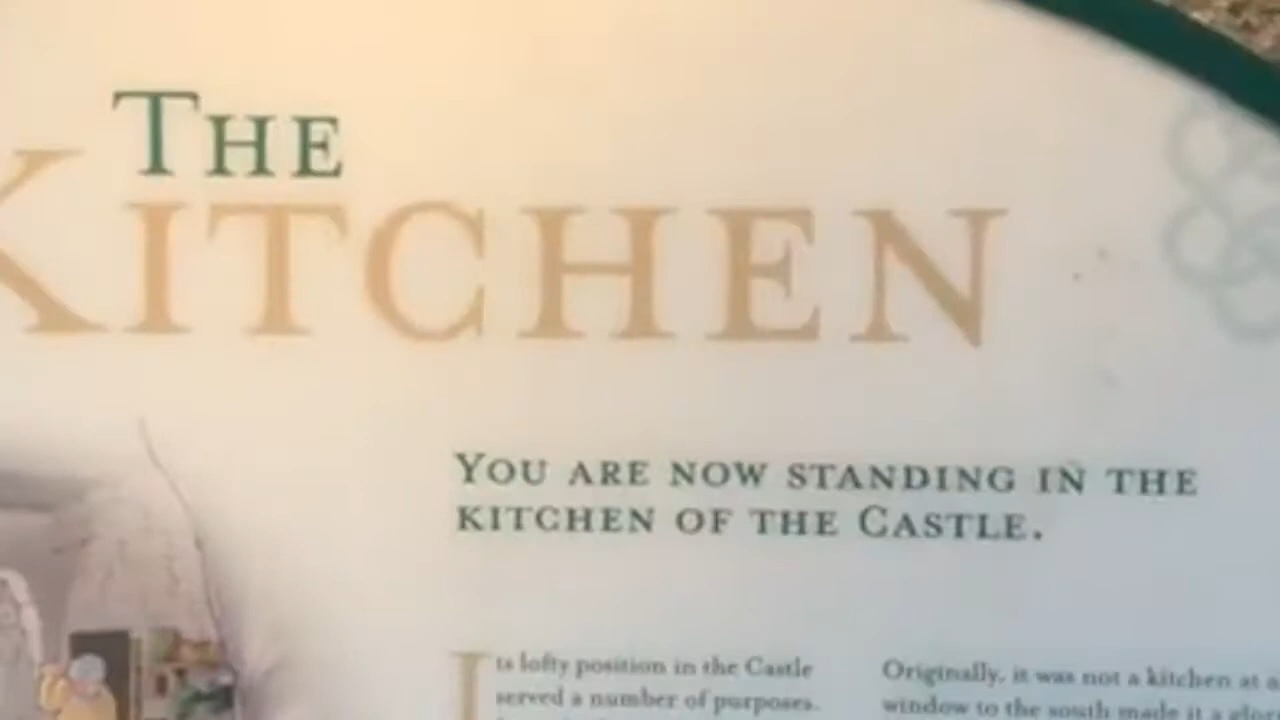 The
Kitchen
You are now standing in the
kitchen of the Castle.
Its lofty position in the Castle
served a number of purposes.
Originally, it was not a kitchen at
window to the south made it a